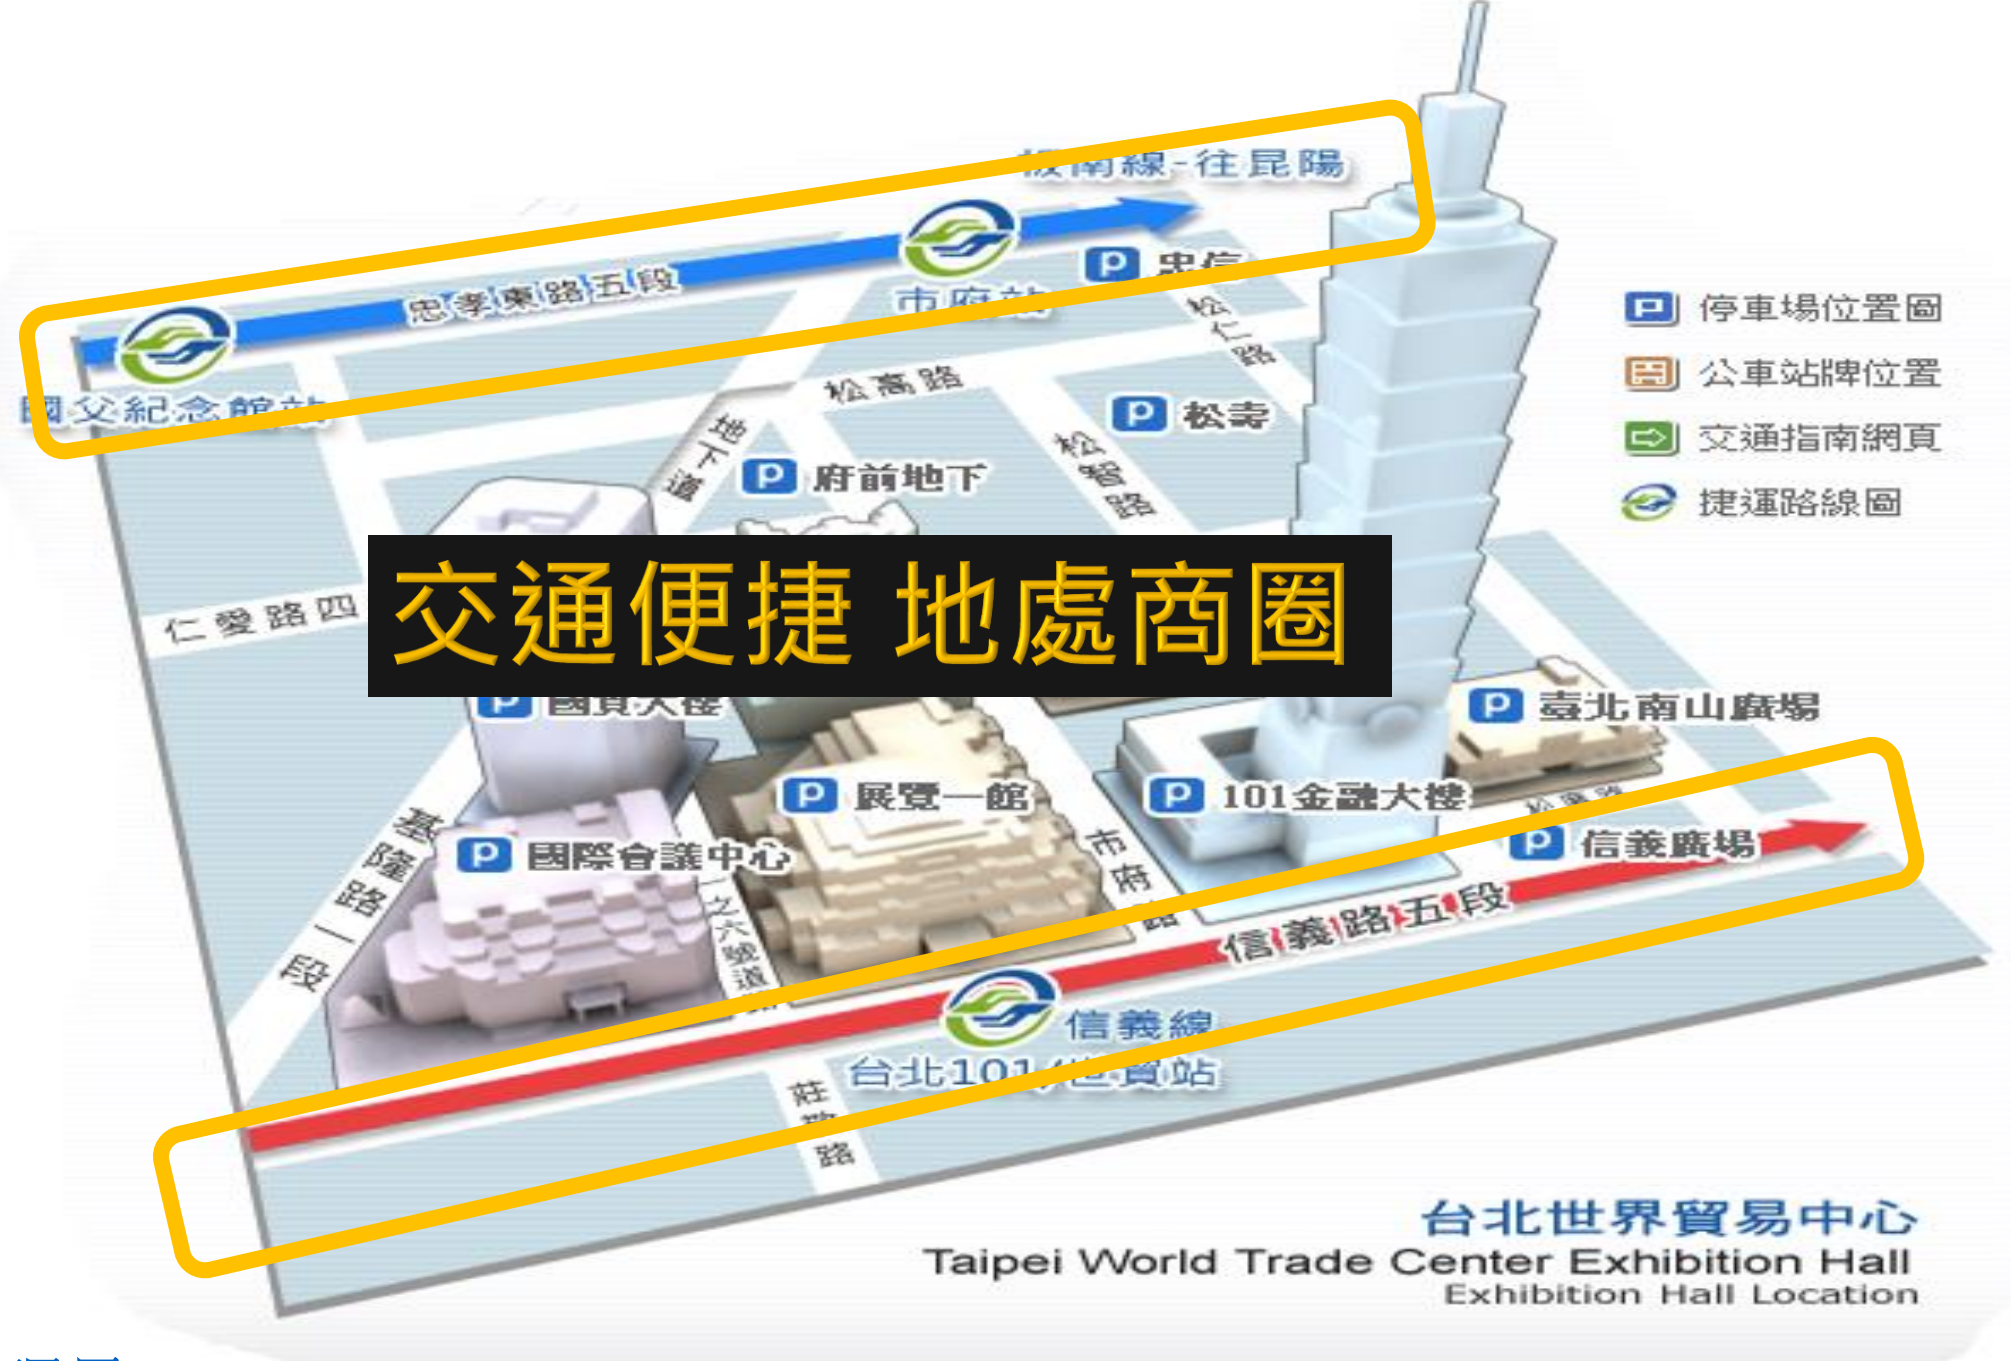 板南線-往昆陽
忠孝東路五段
市府站
P 忠信
國父紀念館站
松仁路
松高路
P 松壽
地下道
松智路
P 府前地下
P 停車場位置圖
公車站牌位置
交通指南網頁
捷運路線圖
仁愛路四
交通便捷 地處商圈
P 國貿大樓
P 臺北南山廣場
P 展覽一館
P 101金融大樓
P 國際會議中心
P 信義廣場
基隆路一段
市府路
之六號道
信義路五段
信義線
台北101/世貿站
莊敬路
台北世界貿易中心
Taipei World Trade Center Exhibition Hall
Exhibition Hall Location